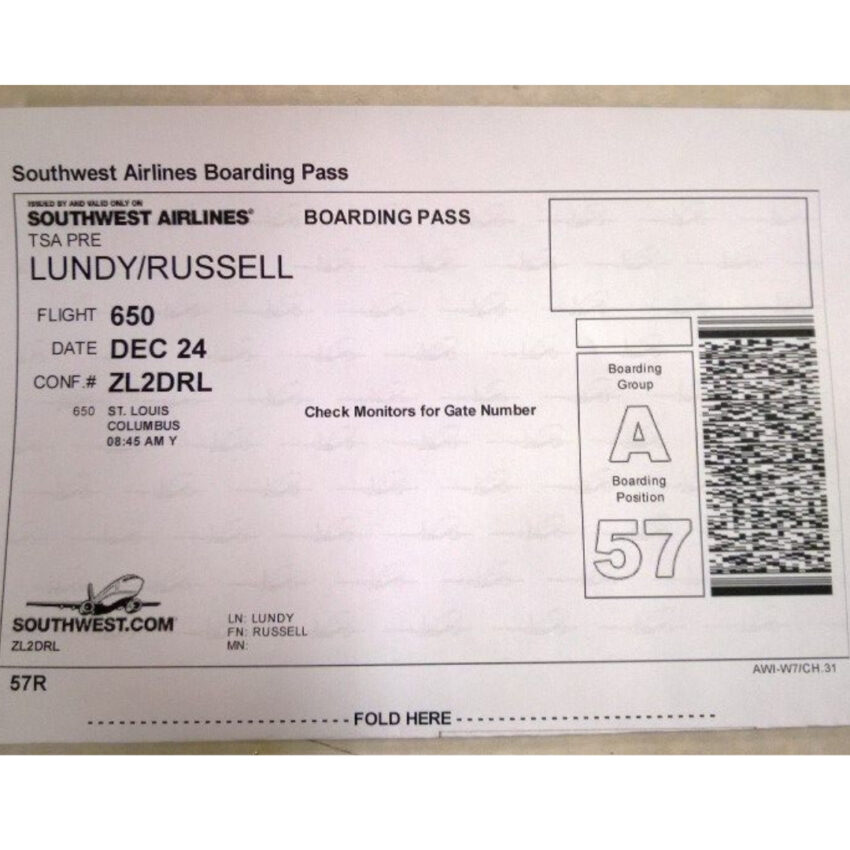 Southwest Airlines Boarding Pass
ISSUED BY AND VALID ONLY ON
SOUTHWEST AIRLINES® BOARDING PASS
TSA PRE
LUNDY/RUSSELL
FLIGHT 650
DATE DEC 24
CONF.# ZL2DRL
650 ST. LOUIS
COLUMBUS
08:45 AM Y
Check Monitors for Gate Number
Boarding
Group
A
Boarding
Position
57
SOUTHWEST.COM
ZL2DRL
LN: LUNDY
FN: RUSSELL
MN:
AWI-W7/CH.31
57R
FOLD HERE